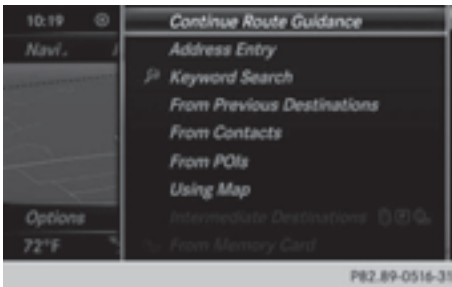 10:19
Continue Route Guidance
Navi.
Address Entry
Keyword Search
From Previous Destinations
From Contacts
From POIs
Using Map
Options
Intermediate Destinations
72°F
From Memory Card
P82.89-0516-31